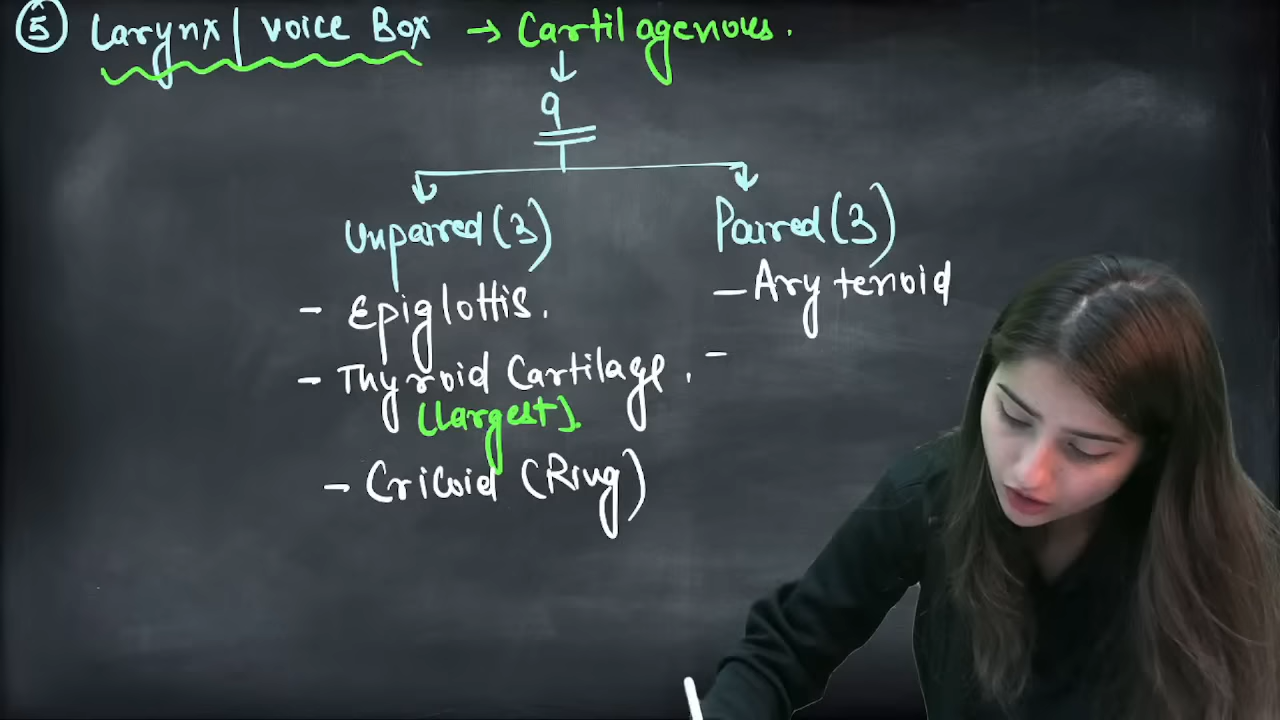 ⑤ Larynx | Voice Box → Cartilagenous.
↓
9
Unpaired (3)
Paired (3)
- Epiglottis.
- Thyroid Cartilage.
(largest).
- Cricoid (Ring)
- Arytenoid
-